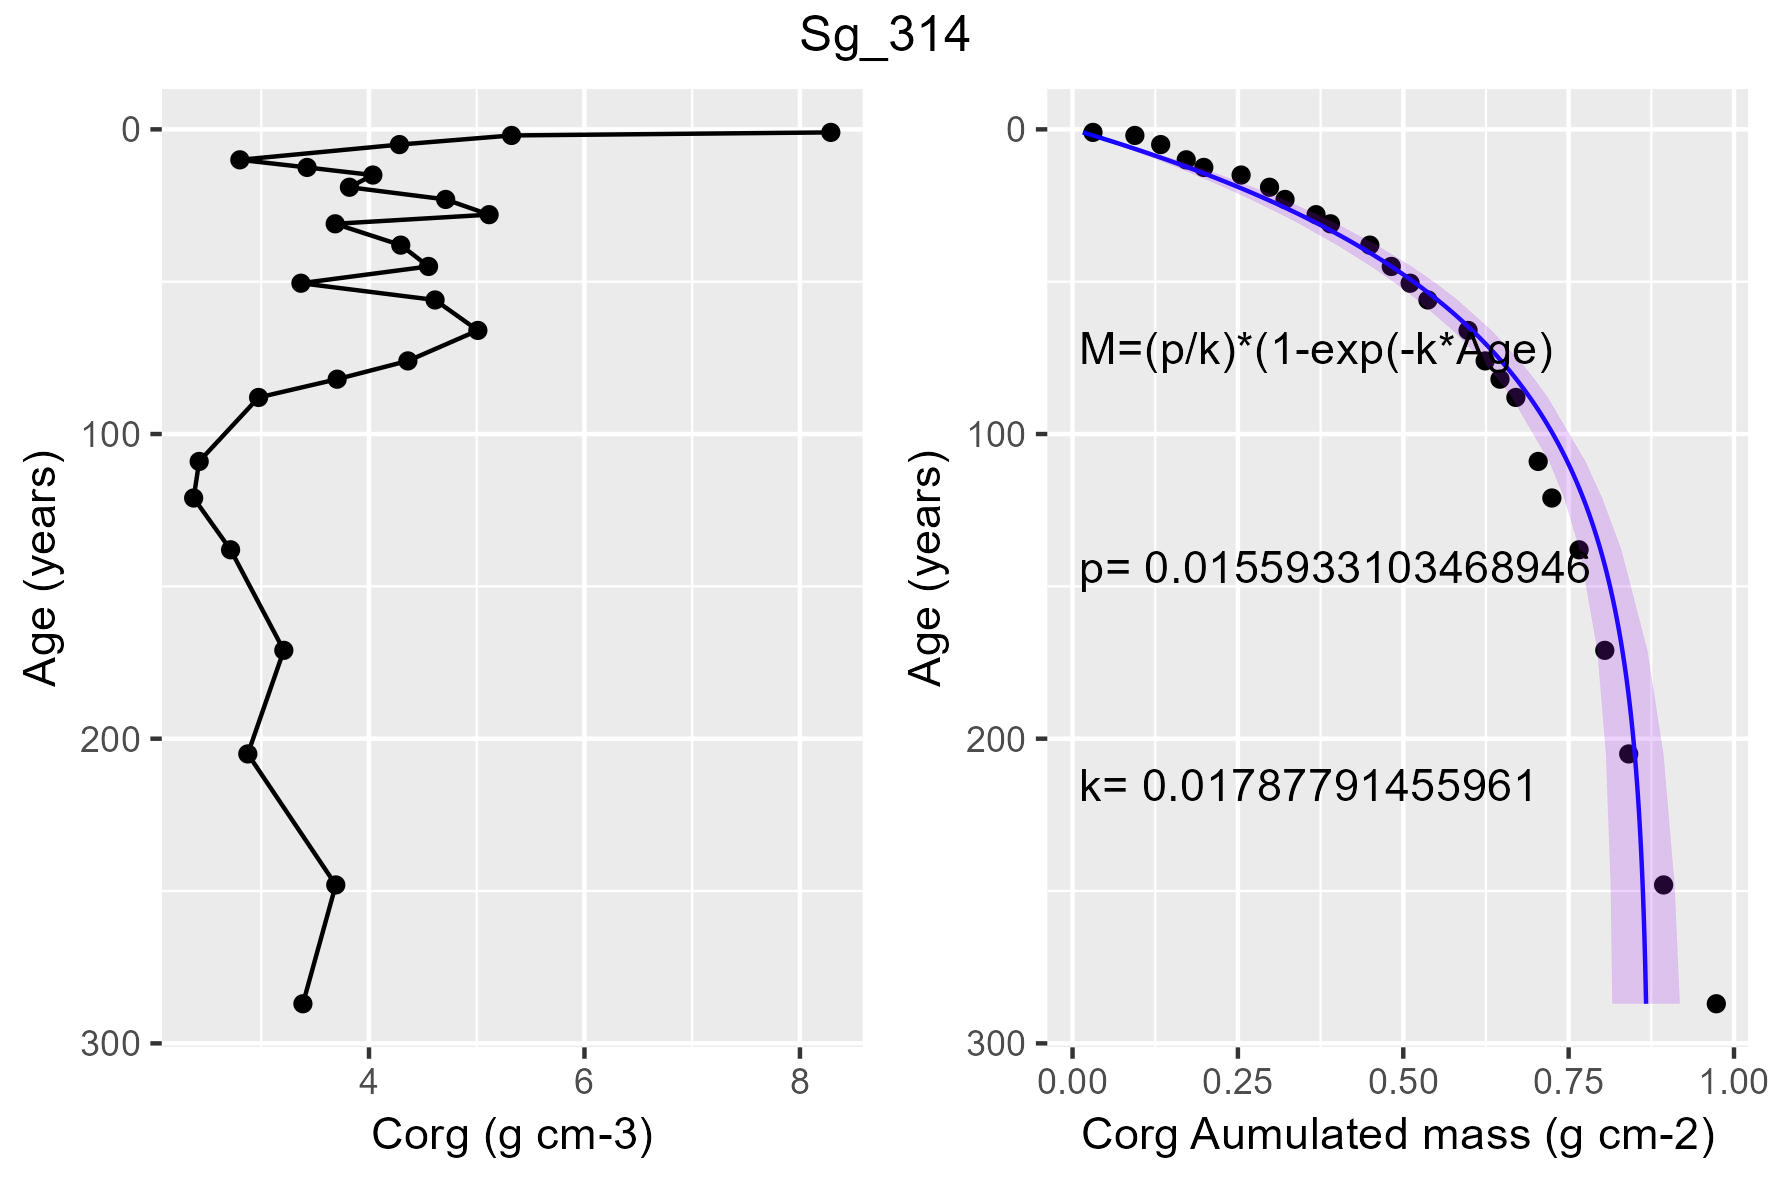 Sg_314
0
100
200
300
4
6
8
Age (years)
Corg (g cm-3)
0
100
200
300
0.00
0.25
0.50
0.75
1.00
Age (years)
Corg Aumulated mass (g cm-2)
M=(p/k)*(1-exp(-k*Age)
p= 0.0155933103468946
k= 0.01787791455961